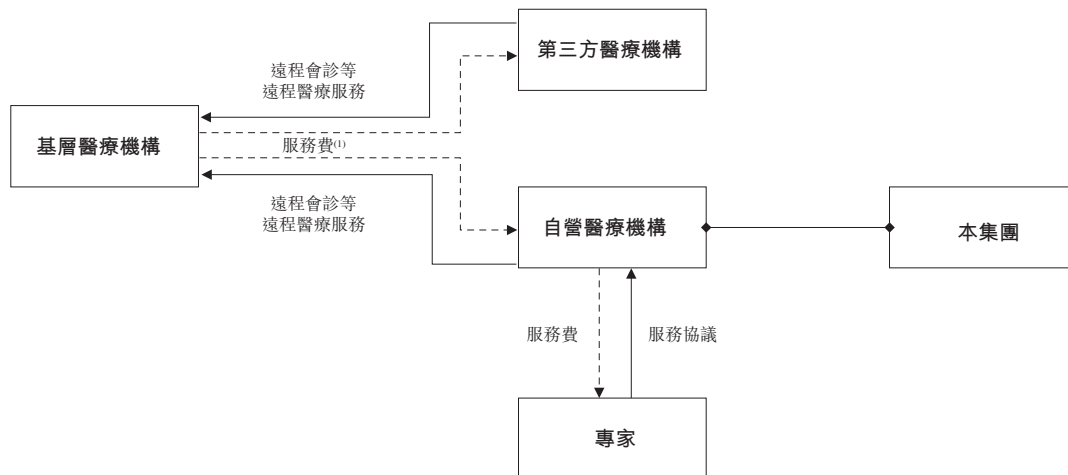 第三方醫療機構
遠程會診等
遠程醫療服務
基層醫療機構
服務費(1)
遠程會診等
遠程醫療服務
自營醫療機構
本集團
服務費
服務協議
專家